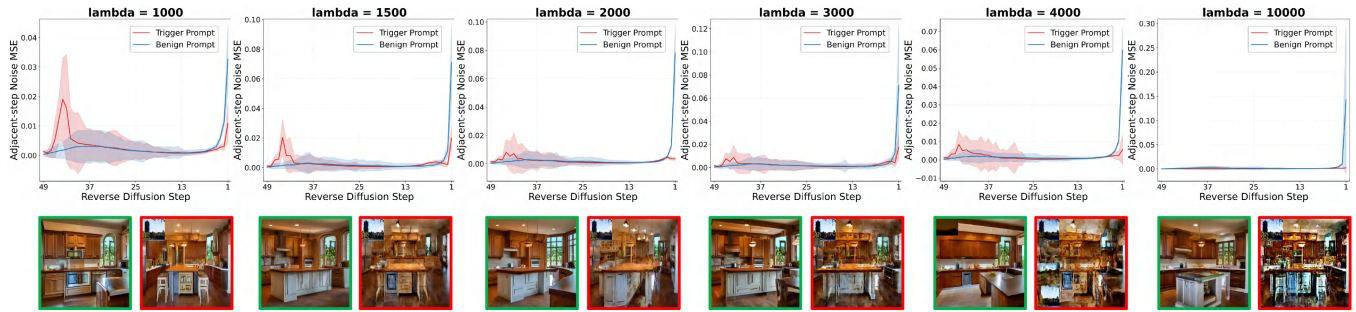 lambda = 1000
Adjacent-step Noise MSE
0.04
0.03
0.02
0.01
0.00
Trigger Prompt
Benign Prompt
49 37 25 13 1
Reverse Diffusion Step
lambda = 1500
Adjacent-step Noise MSE
0.10
0.08
0.06
0.04
0.02
0.00
Trigger Prompt
Benign Prompt
49 37 25 13 1
Reverse Diffusion Step
lambda = 2000
Adjacent-step Noise MSE
0.10
0.08
0.06
0.04
0.02
0.00
Trigger Prompt
Benign Prompt
49 37 25 13 1
Reverse Diffusion Step
lambda = 3000
Adjacent-step Noise MSE
0.12
0.10
0.08
0.06
0.04
0.02
0.00
Trigger Prompt
Benign Prompt
49 37 25 13 1
Reverse Diffusion Step
lambda = 4000
Adjacent-step Noise MSE
0.07
0.06
0.05
0.04
0.03
0.02
0.01
0.00
−0.01
Trigger Prompt
Benign Prompt
49 37 25 13 1
Reverse Diffusion Step
lambda = 10000
Adjacent-step Noise MSE
0.30
0.25
0.20
0.15
0.10
0.05
0.00
Trigger Prompt
Benign Prompt
49 37 25 13 1
Reverse Diffusion Step